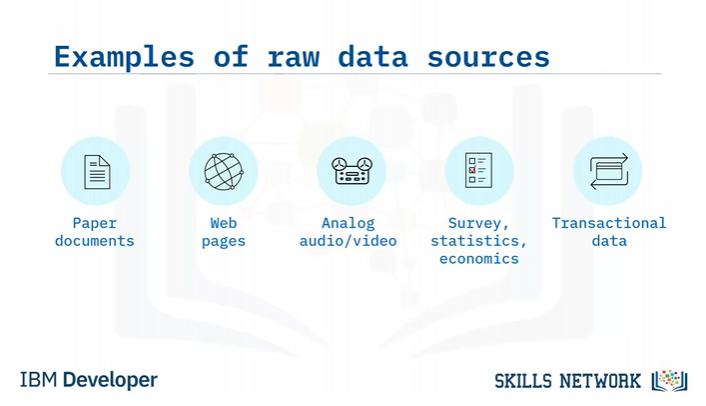 Examples of raw data sources
Paper
documents
Web
pages
Analog
audio/video
Survey,
statistics,
economics
Transactional
data
IBM Developer
SKILLS NETWORK